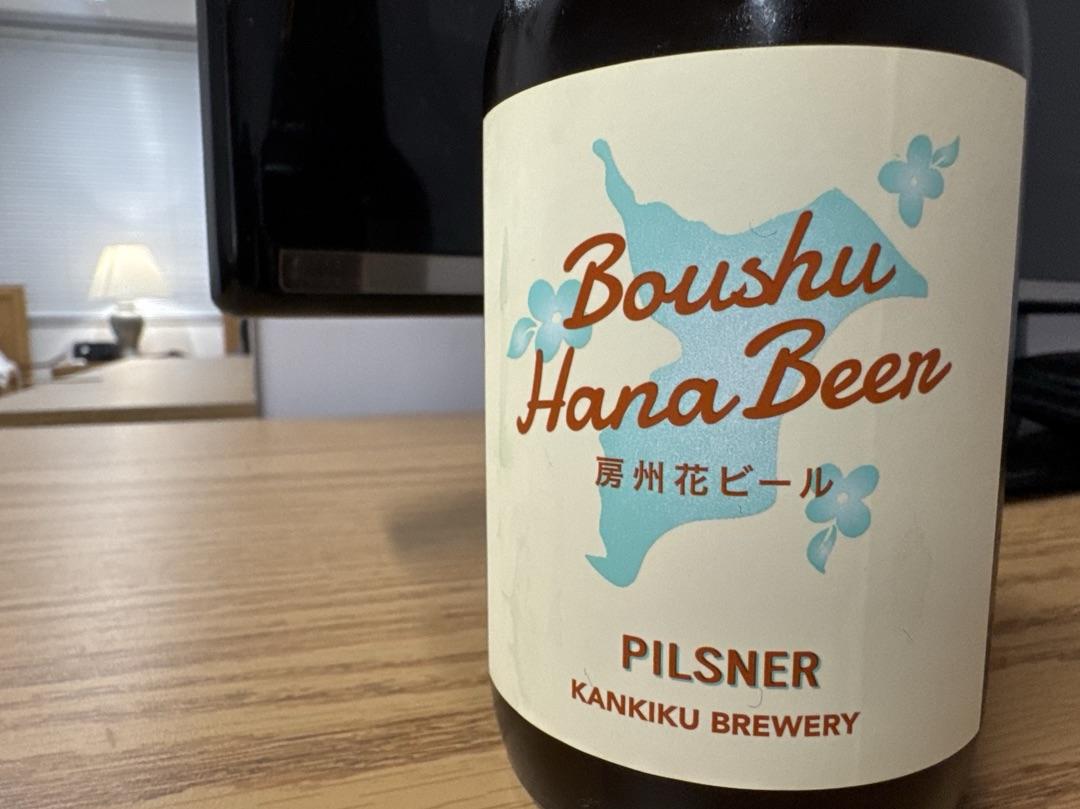 Boushu
Hana Beer
房州花ビール
PILSNER
KANKIKU BREWERY